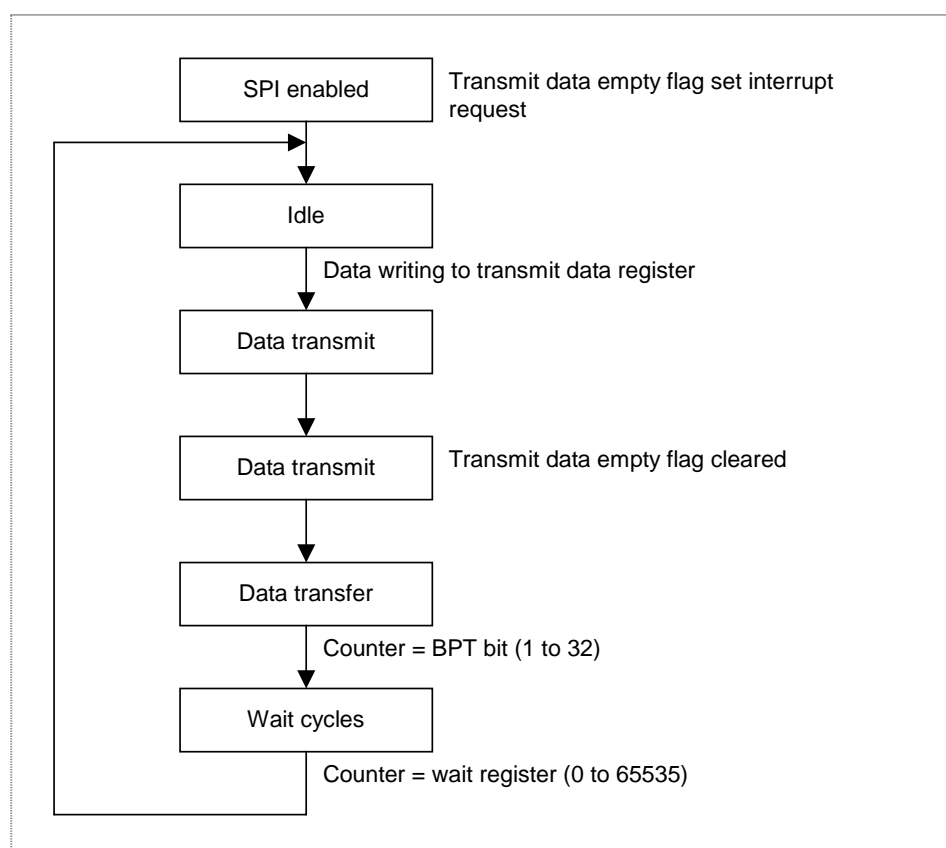 SPI enabled
Transmit data empty flag set interrupt
request
Idle
Data writing to transmit data register
Data transmit
Data transmit
Transmit data empty flag cleared
Data transfer
Counter = BPT bit (1 to 32)
Wait cycles
Counter = wait register (0 to 65535)